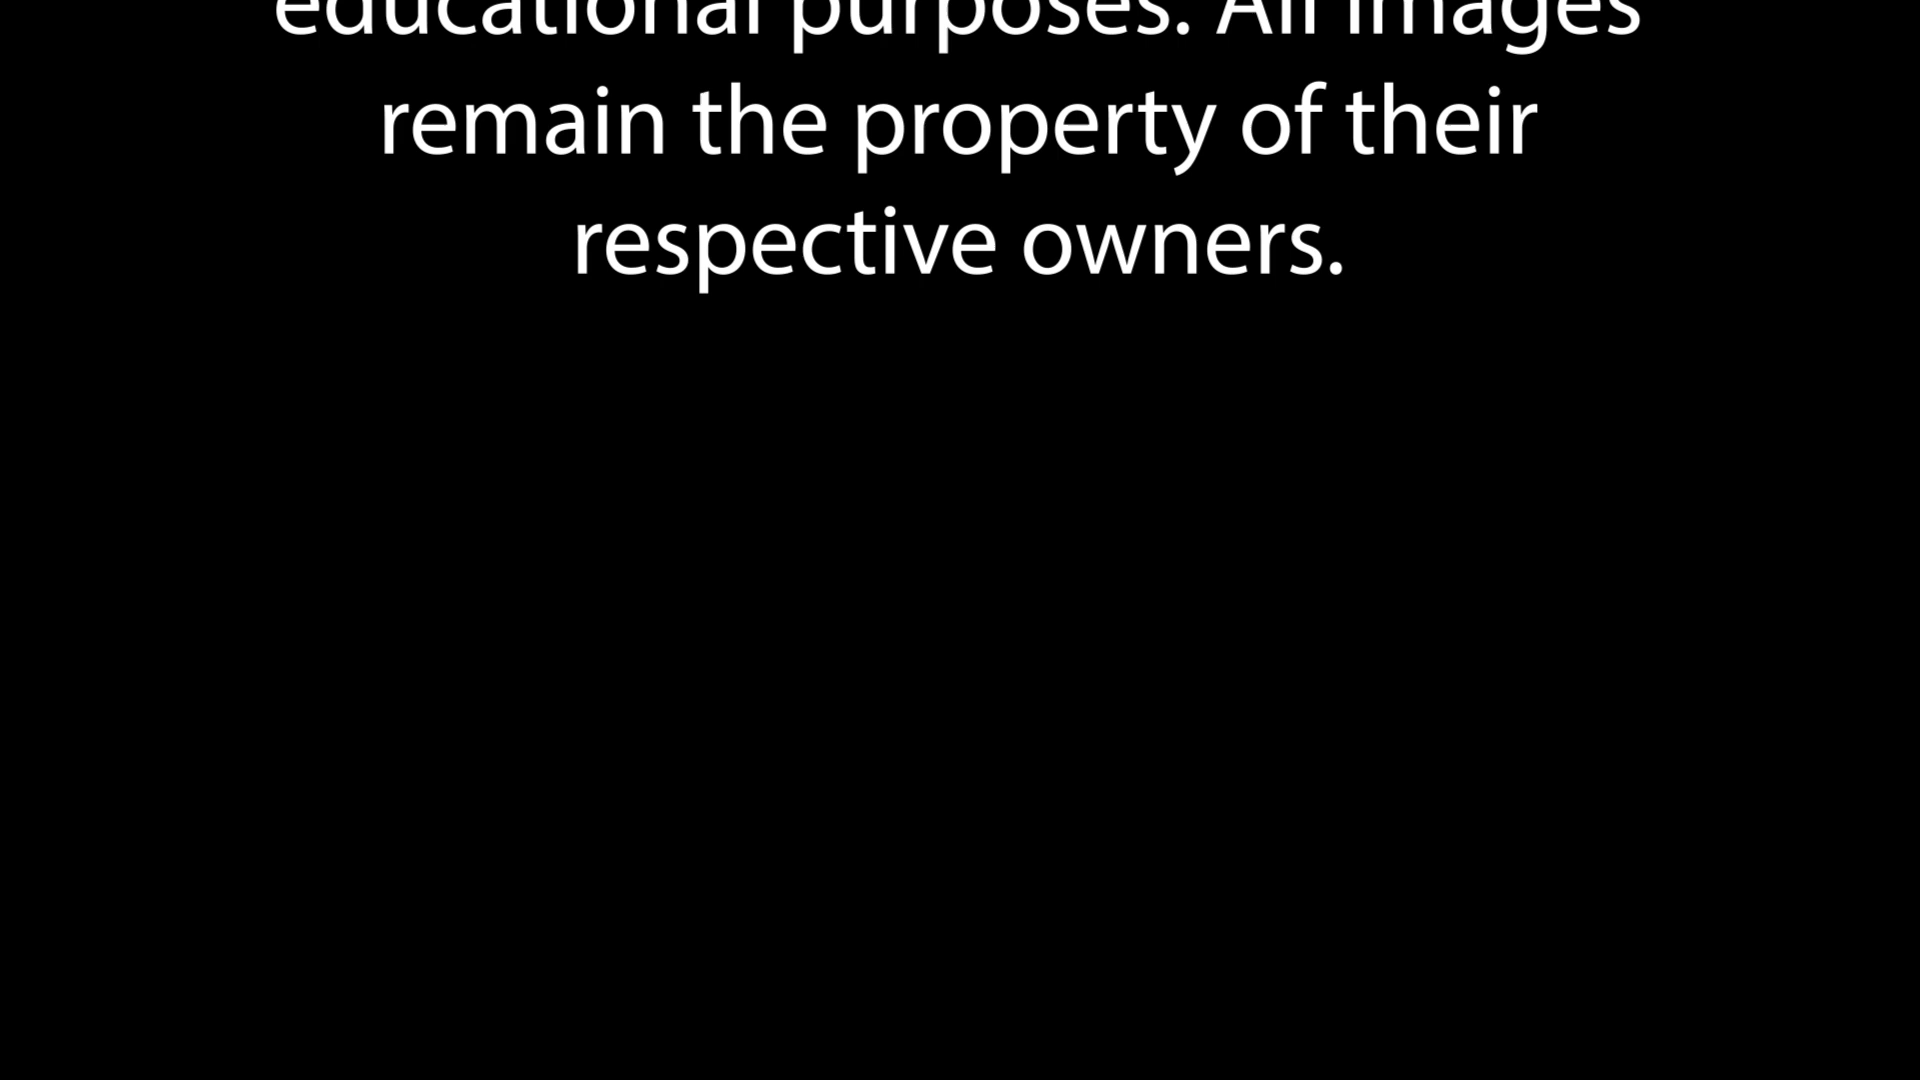 educational purposes. All images
remain the property of their
respective owners.